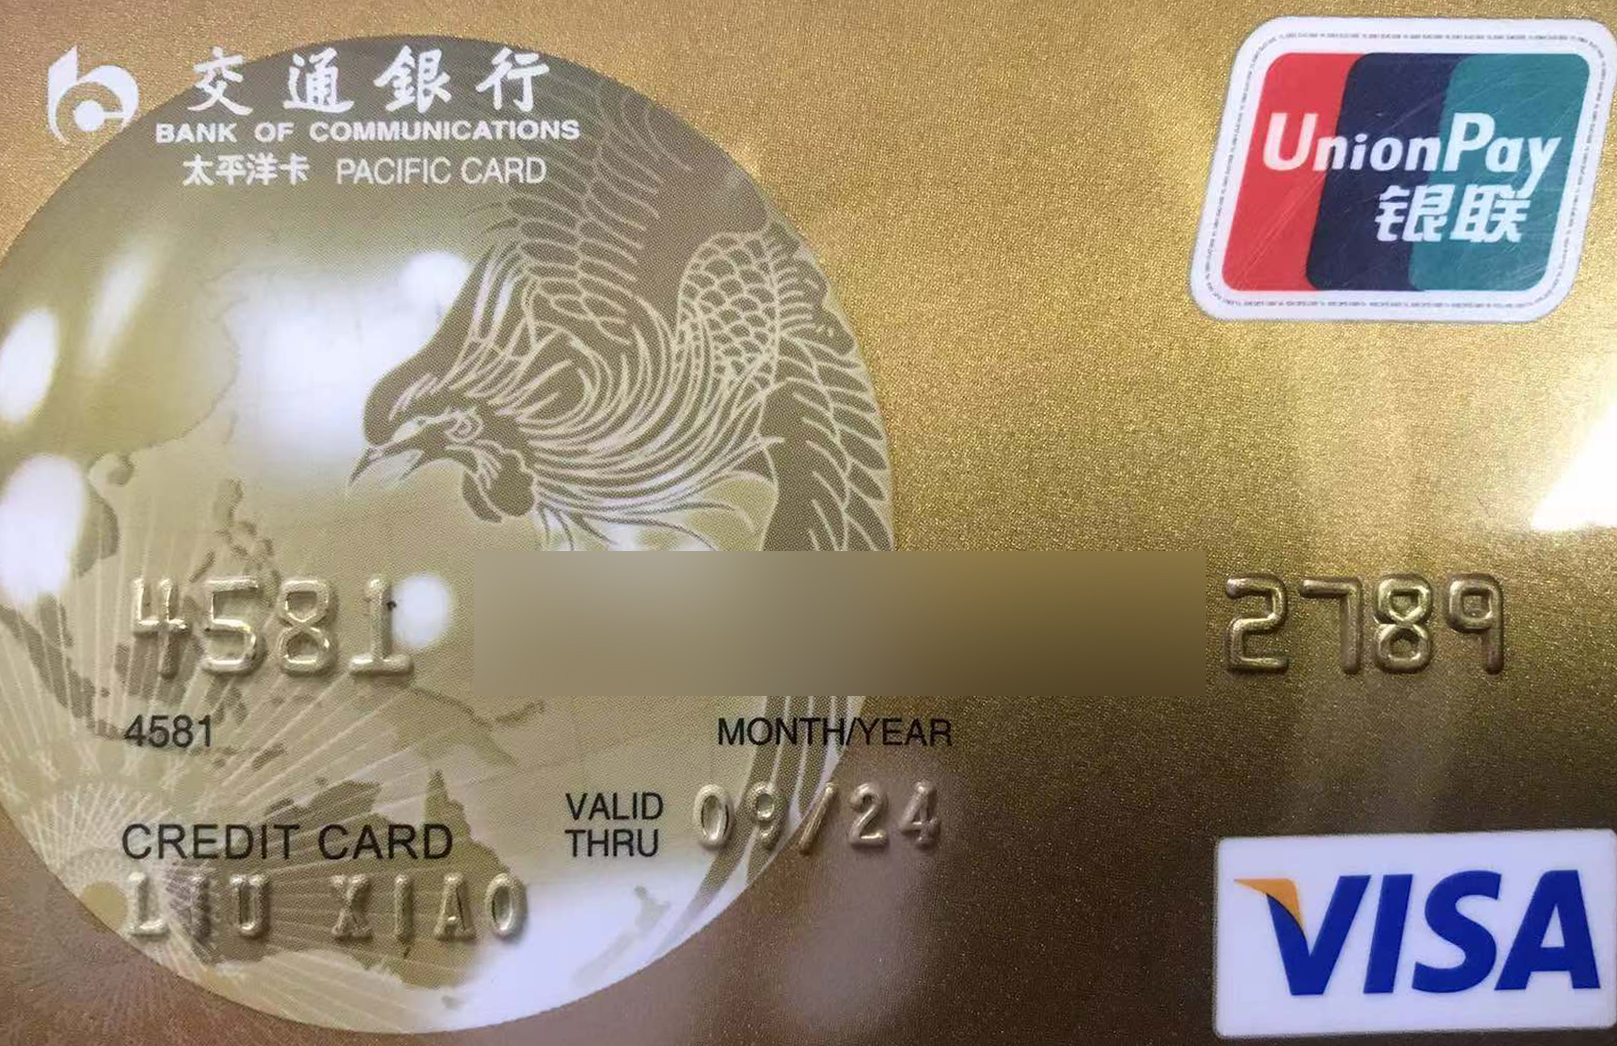 交通銀行
BANK OF COMMUNICATIONS
太平洋卡 PACIFIC CARD
UnionPay
银联
4581 2789
4581
MONTH/YEAR
VALID THRU 09/24
CREDIT CARD
LIU XIAO
VISA